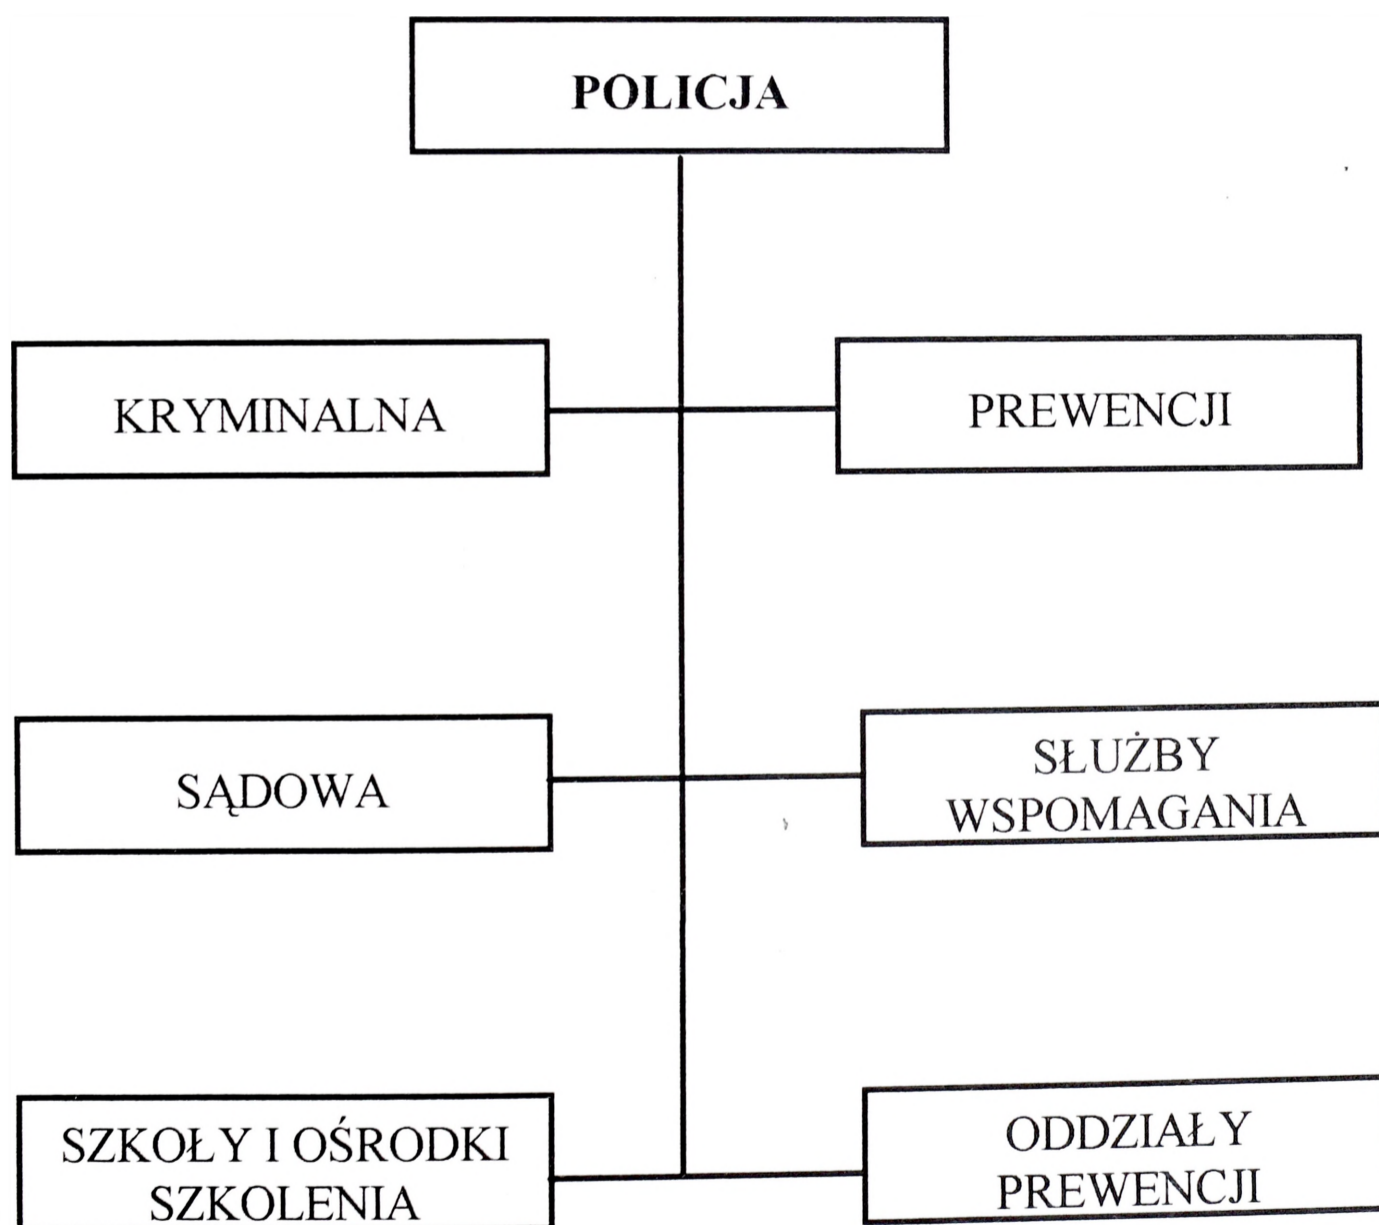 POLICJA
KRYMINALNA
PREWENCJI
SĄDOWA
SŁUŻBY
WSPOMAGANIA
SZKOŁY I OŚRODKI
SZKOLENIA
ODDZIAŁY
PREWENCJI